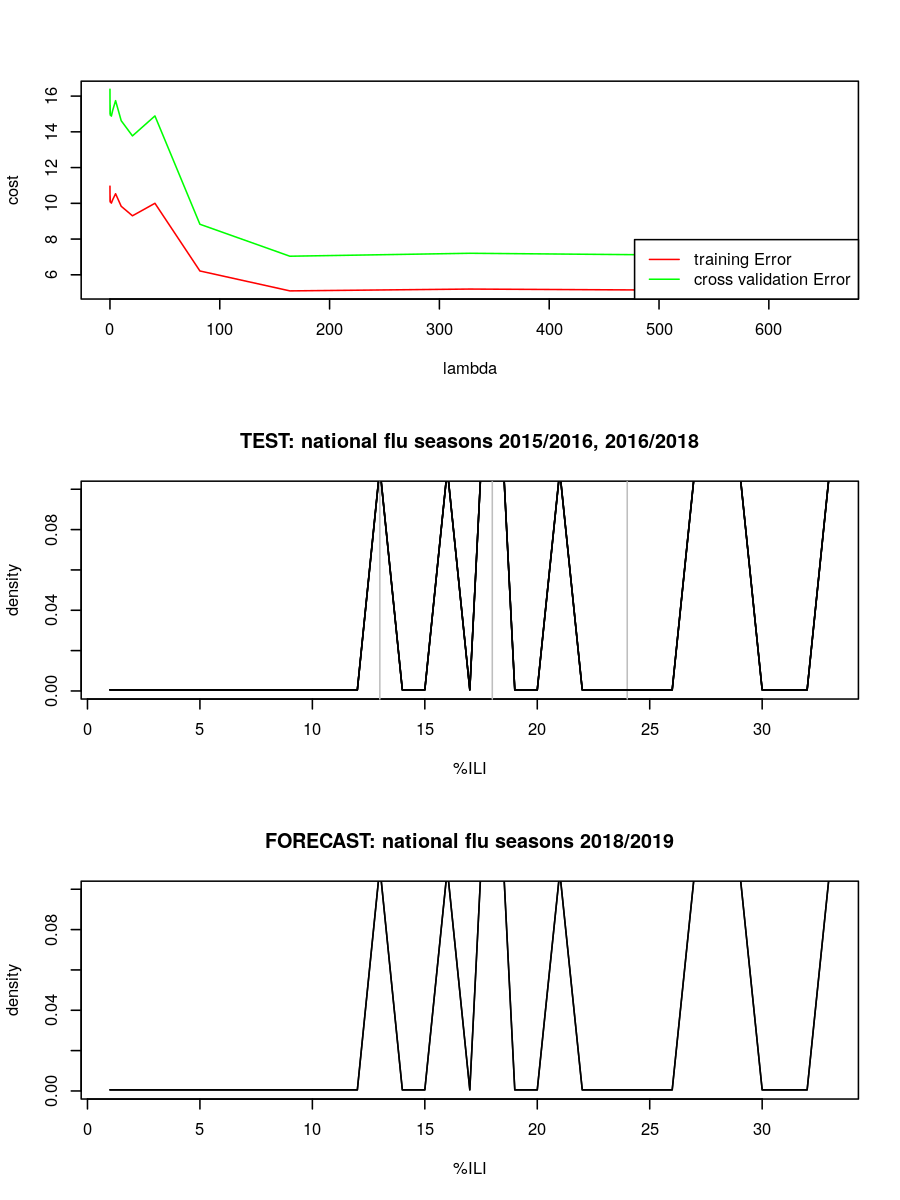 cost
16
14
12
10
8
6
training Error
cross validation Error
0 100 200 300 400 500 600
lambda
TEST: national flu seasons 2015/2016, 2016/2018
density
0.08
0.04
0.00
0 5 10 15 20 25 30
%ILI
FORECAST: national flu seasons 2018/2019
density
0.08
0.04
0.00
0 5 10 15 20 25 30
%ILI